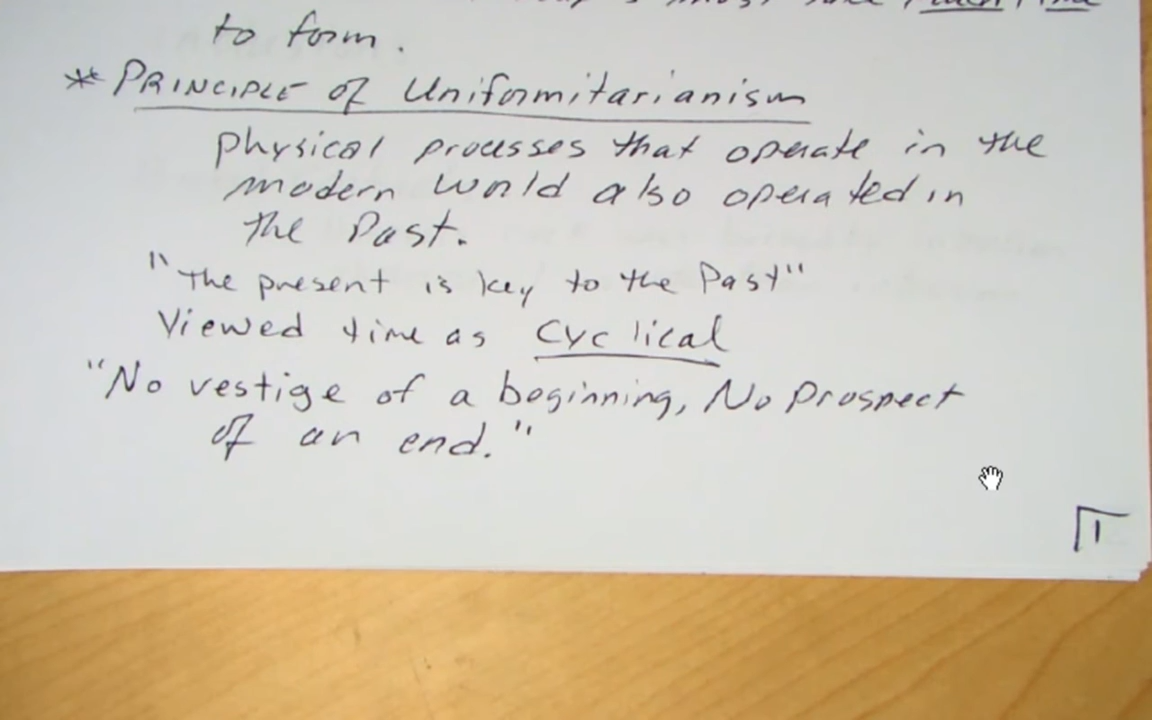 to form.
* PRINCIPLE of Uniformitarianism
physical processes that operate in the
modern world also operated in
the Past.
"The present is key to the Past"
Viewed time as cyclical
"No vestige of a beginning, No Prospect
of an end."
1